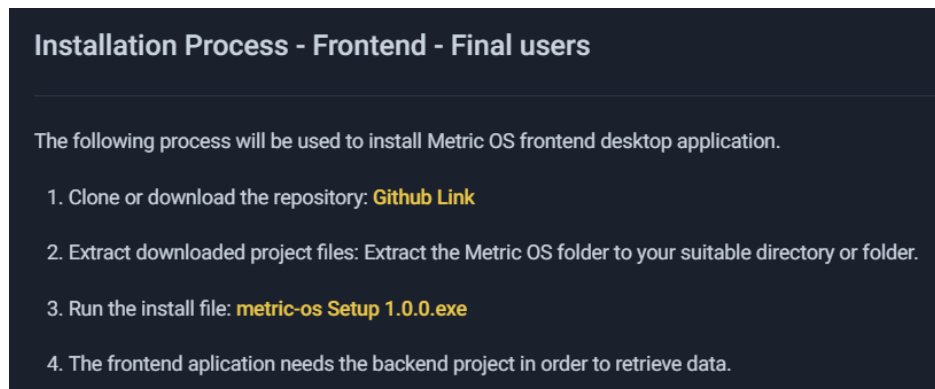 Installation Process - Frontend - Final users
The following process will be used to install Metric OS frontend desktop application.
1. Clone or download the repository: Github Link
2. Extract downloaded project files: Extract the Metric OS folder to your suitable directory or folder.
3. Run the install file: metric-os Setup 1.0.0.exe
4. The frontend aplication needs the backend project in order to retrieve data.